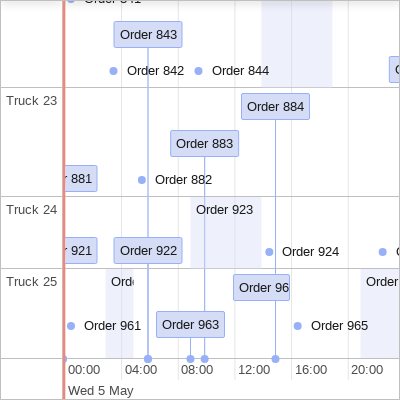 Order 843
Order 842
Order 844
Truck 23
Order 884
Order 883
881
Order 882
Truck 24
Order 923
921
Order 922
Order 924
Truck 25
Order
Order 963
Order 961
Order 965
00:00
04:00
08:00
12:00
16:00
20:00
Wed 5 May